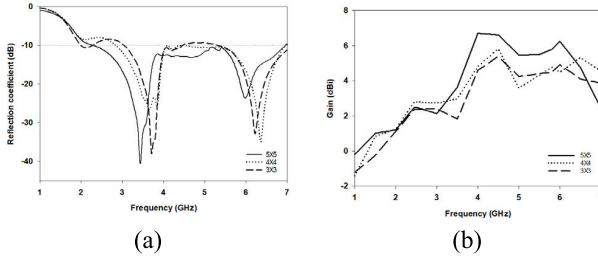 0
-10
-20
-30
-40
Reflection coefficient (dB)
5X5
4X4
3X3
1 2 3 4 5 6 7
Frequency (GHz)
(a)
8
6
4
2
0
-2
Gain (dBi)
5X5
4X4
3X3
1 2 3 4 5 6
Frequency (GHz)
(b)